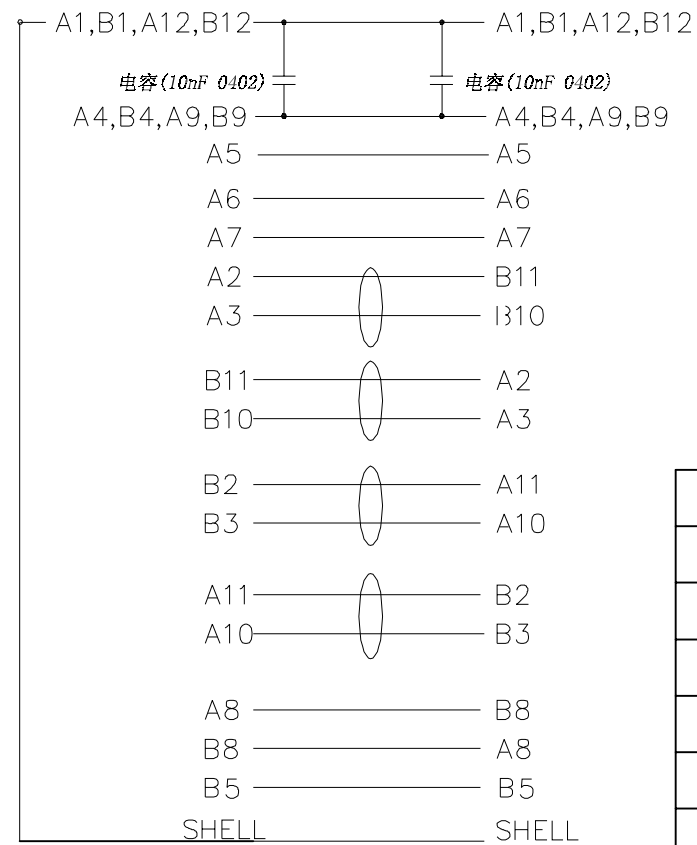 A1,B1,A12,B12 A1,B1,A12,B12
电容(10nF 0402) 电容(10nF 0402)
A4,B4,A9,B9 A4,B4,A9,B9
A5 A5
A6 A6
A7 A7
A2 B11
A3 B10
B11 A2
B10 A3
B2 A11
B3 A10
A11 B2
A10 B3
A8 B8
B8 A8
B5 B5
SHELL SHELL